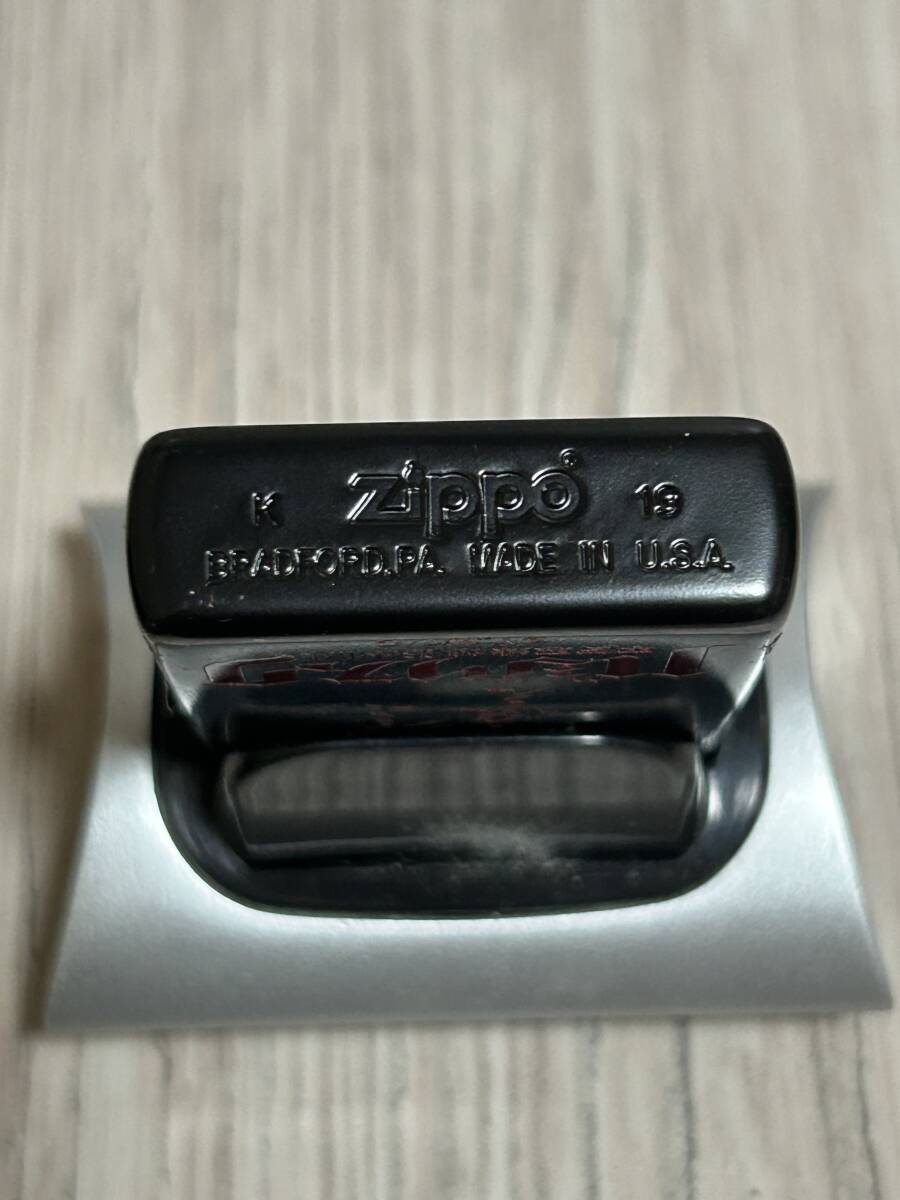 K zippo® 19
BRADFORD,PA. MADE IN U.S.A.